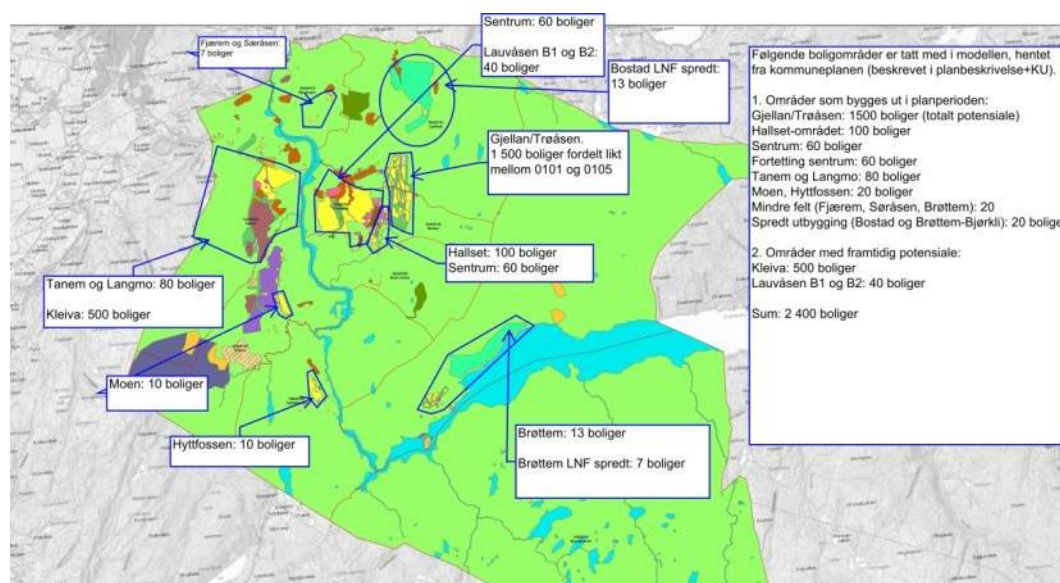 Sentrum: 60 boliger
Lauvåsen B1 og B2:
40 boliger
Fjærem og Særåsen:
7 boliger
Bostad LNF spredt:
13 boliger
Gjellan/Trøåsen.
1 500 boliger fordelt likt
mellom 0101 og 0105
Hallset: 100 boliger
Sentrum: 60 boliger
Tanem og Langmo: 80 boliger
Kleiva: 500 boliger
Moen: 10 boliger
Hyttfossen: 10 boliger
Brøttem: 13 boliger
Brøttem LNF spredt: 7 boliger
Følgende boligområder er tatt med i modellen, hentet
fra kommuneplanen (beskrevet i planbeskrivelse+KU).
1. Områder som bygges ut i planperioden:
Gjellan/Trøåsen: 1500 boliger (totalt potensiale)
Hallset-området: 100 boliger
Sentrum: 60 boliger
Fortetting sentrum: 60 boliger
Tanem og Langmo: 80 boliger
Moen, Hyttfossen: 20 boliger
Mindre felt (Fjærem, Søråsen, Brøttem): 20
Spredt utbygging (Bostad og Brøttem-Bjørkli): 20 bolige
2. Områder med framtidig potensiale:
Kleiva: 500 boliger
Lauvåsen B1 og B2: 40 boliger
Sum: 2 400 boliger